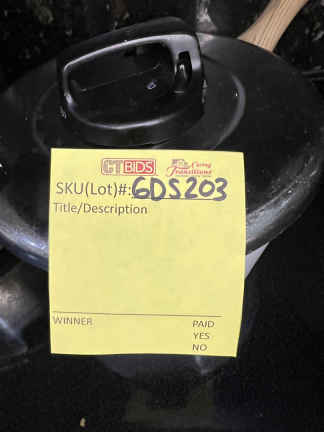 CTBIDS Caring Transitions
SKU(Lot)#: 6DS203
Title/Description
WINNER PAID
YES
NO